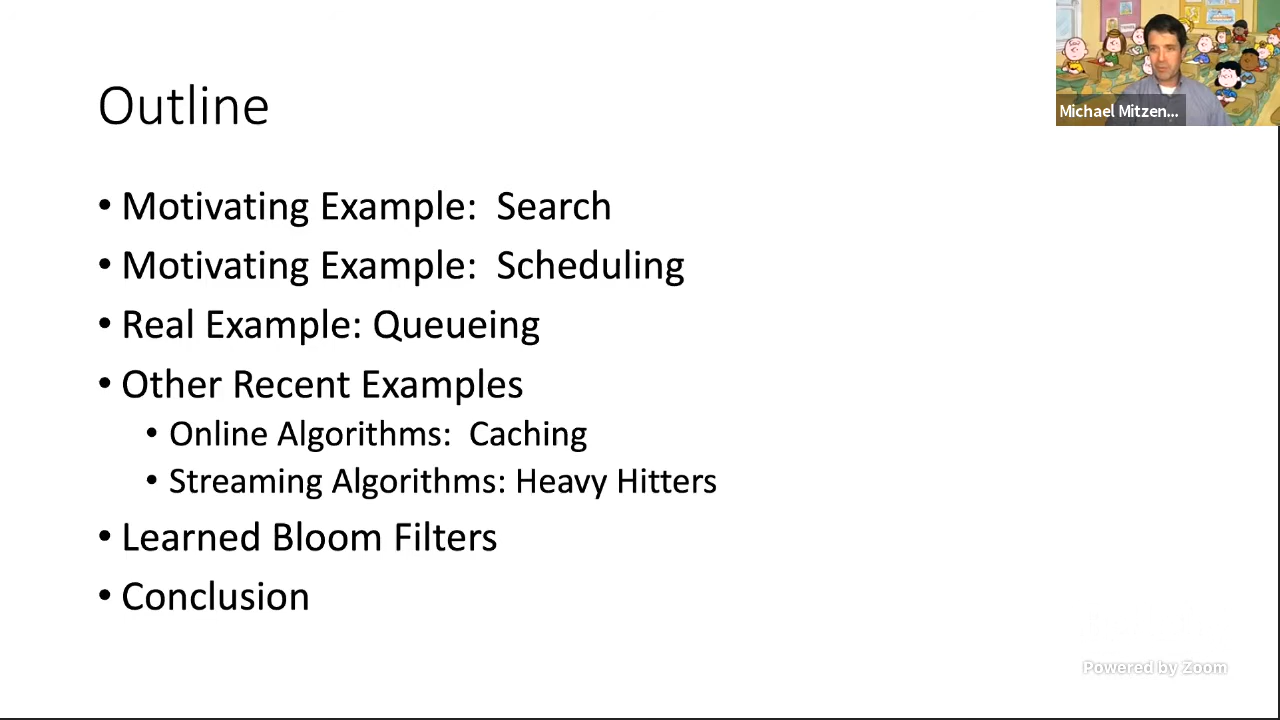 Outline
Michael Mitzen...
• Motivating Example: Search
• Motivating Example: Scheduling
• Real Example: Queueing
• Other Recent Examples
• Online Algorithms: Caching
• Streaming Algorithms: Heavy Hitters
• Learned Bloom Filters
• Conclusion
Powered by Zoom